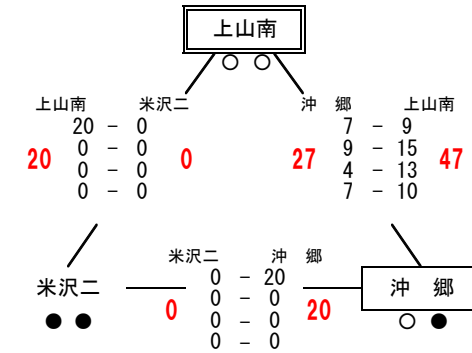 上山南
○ ○
上山南 米沢二 沖 郷 上山南
20 - 0 7 - 9
20 0 - 0 0 27 9 - 15 47
0 - 0 4 - 13
0 - 0 7 - 10
米沢二 沖 郷
米沢二 0 - 20 沖 郷
0 0 - 0 20
● ● 0 - 0 ○ ●
0 - 0